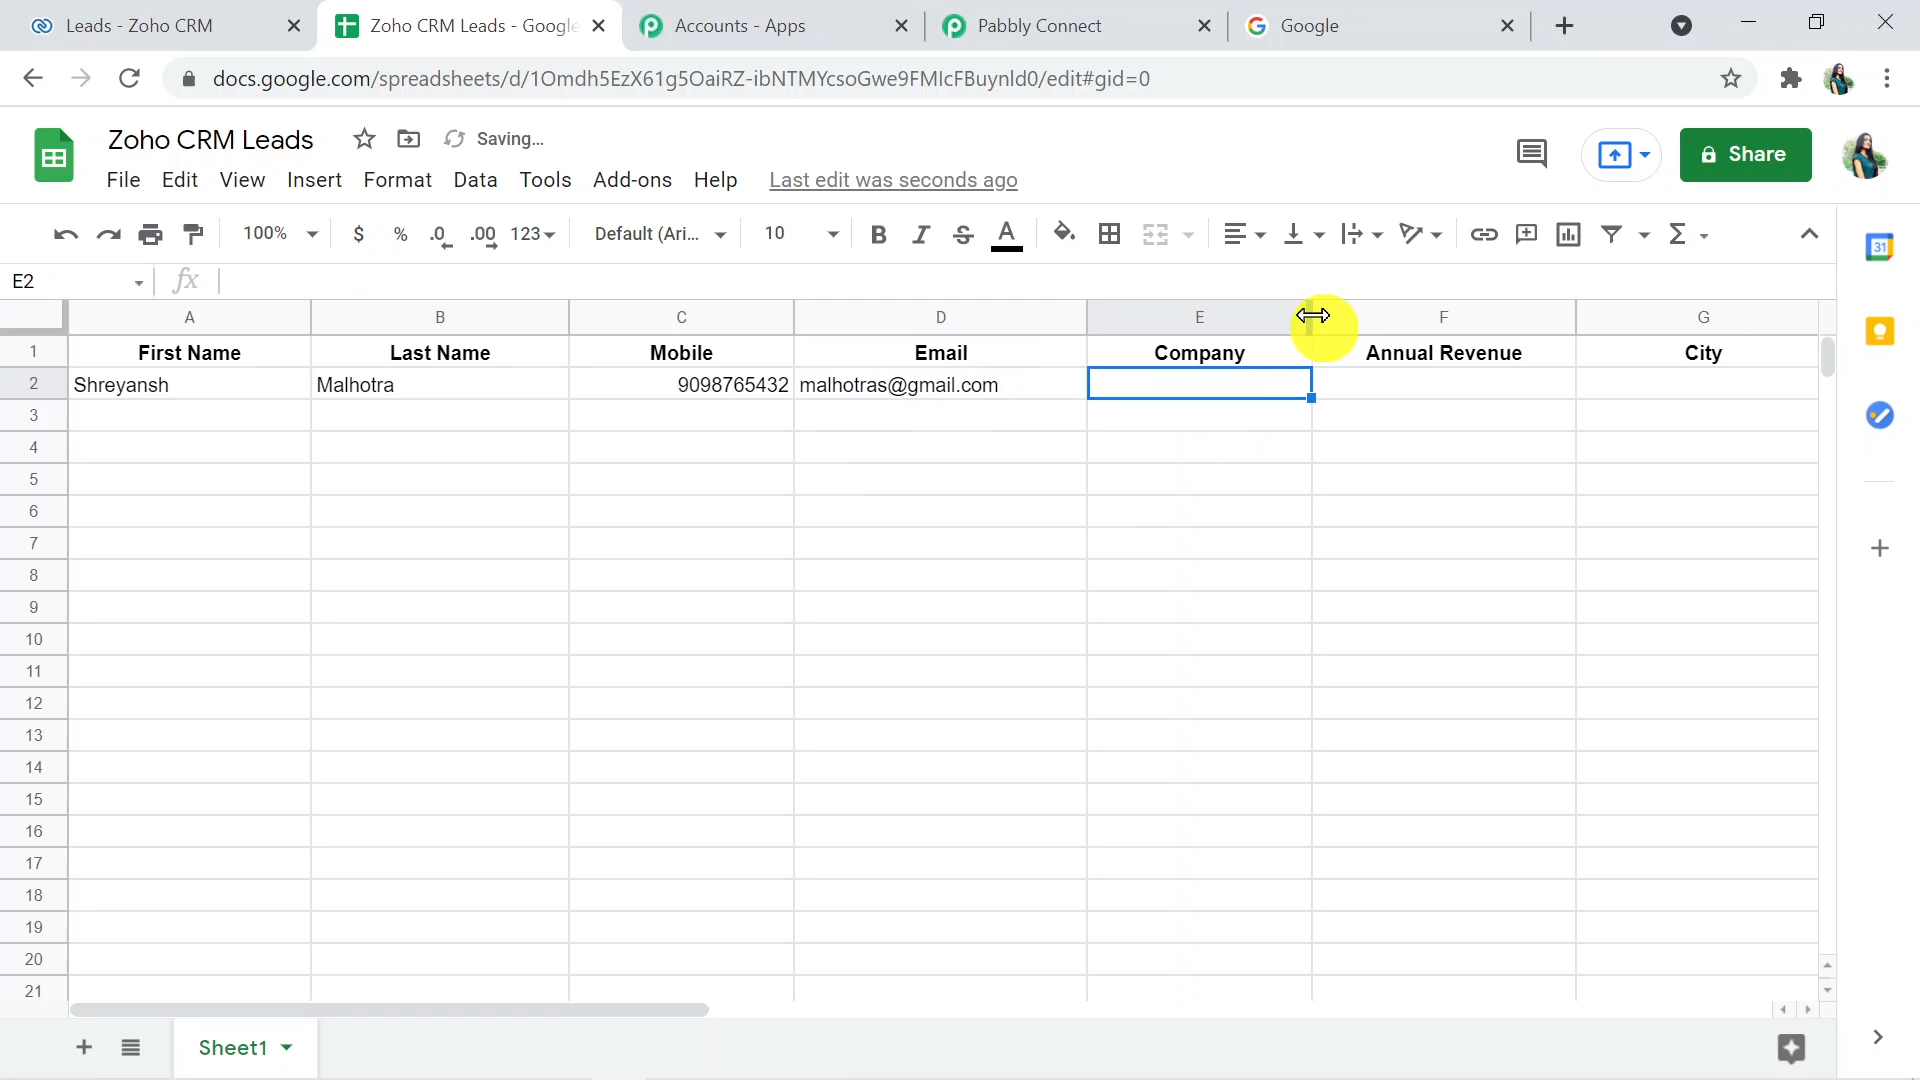 Leads - Zoho CRM
Zoho CRM Leads - Google
Accounts - Apps
Pabbly Connect
Google
docs.google.com/spreadsheets/d/1Omdh5EzX61g5OaiRZ-ibNTMYcsoGwe9FMIcFBuynld0/edit#gid=0
Zoho CRM Leads
Saving...
File Edit View Insert Format Data Tools Add-ons Help Last edit was seconds ago
Share
100% $ % .0 .00 123 Default (Ari... 10 B I S A Σ
31
E2 fx
A B C D E F G
1 First Name Last Name Mobile Email Company Annual Revenue City
2 Shreyansh Malhotra 9098765432 malhotras@gmail.com
3
4
5
6
7
8
9
10
11
12
13
14
15
16
17
18
19
20
21
Sheet1